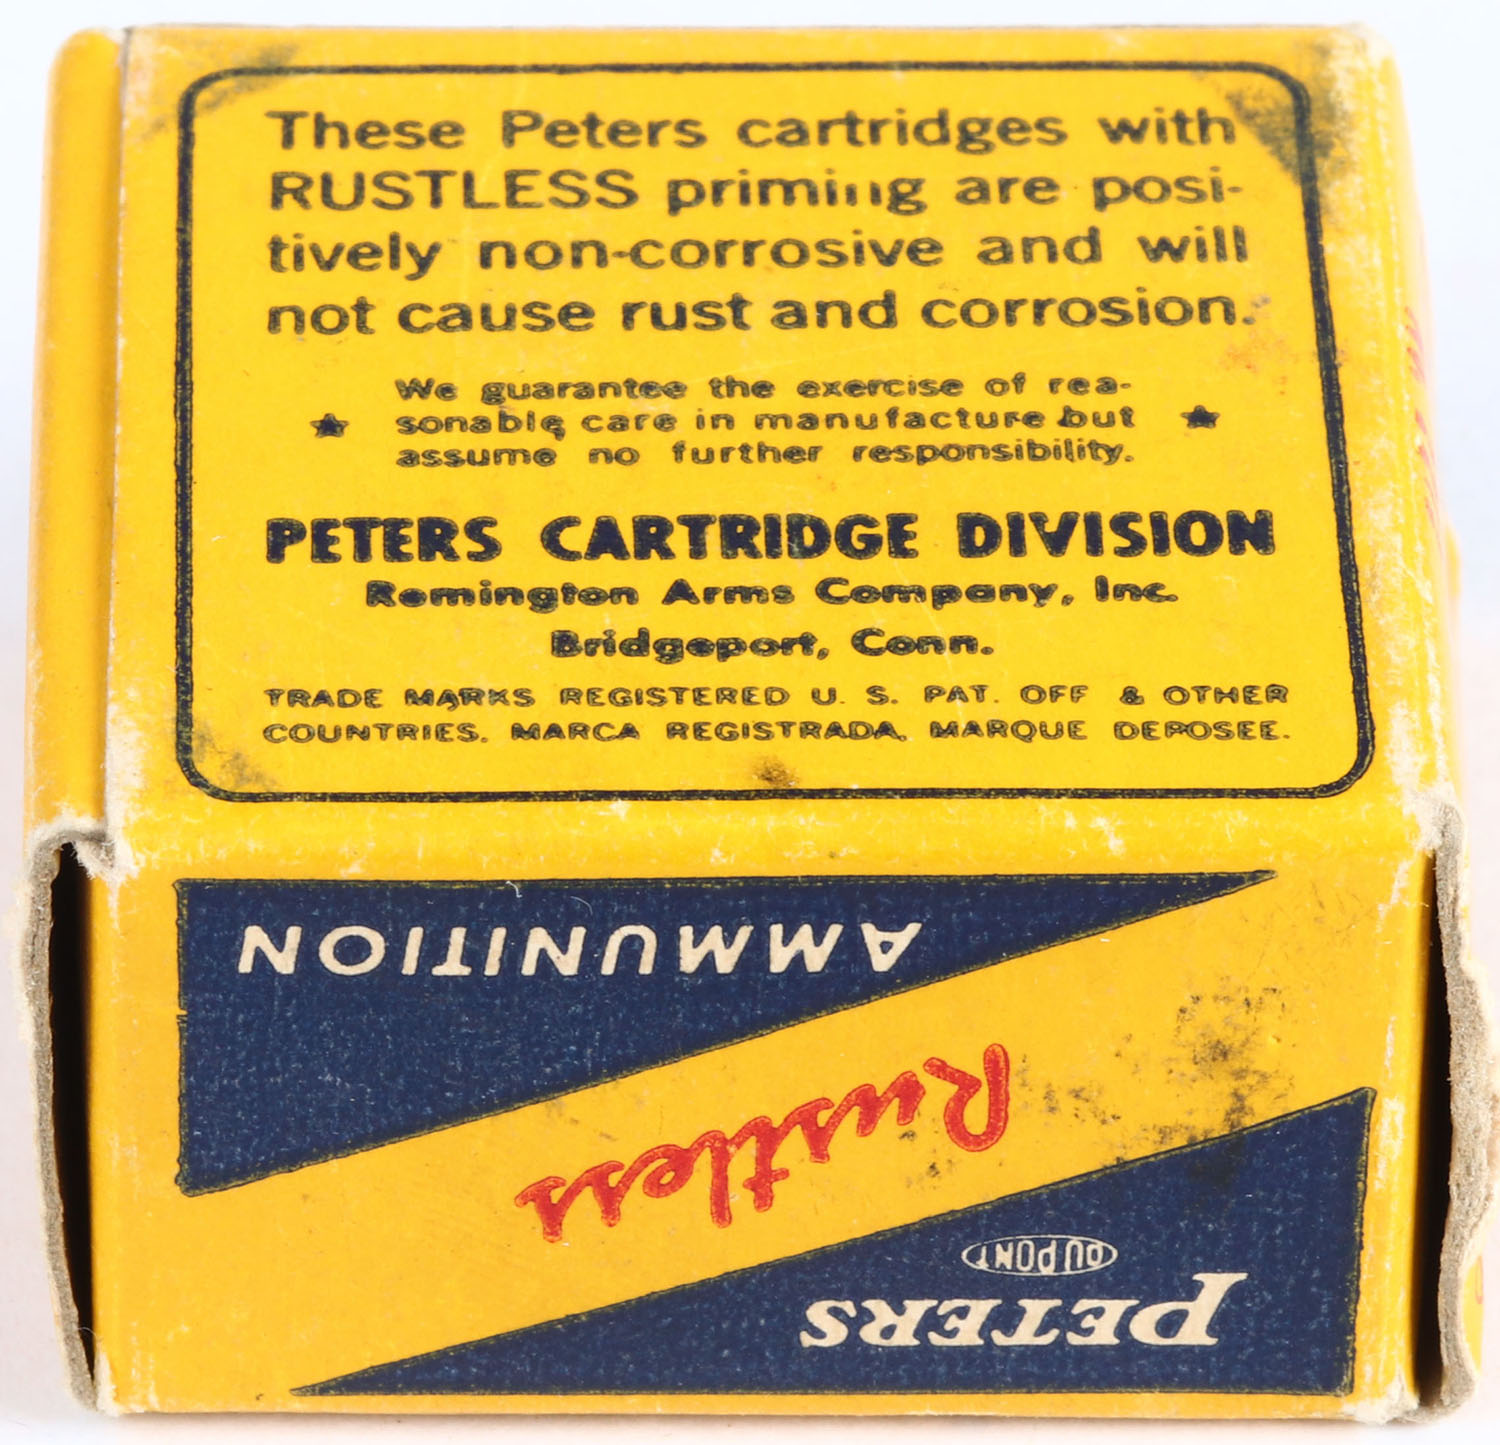 These Peters cartridges with
RUSTLESS priming are posi-
tively non-corrosive and will
not cause rust and corrosion.
We guarantee the exercise of rea-
sonable care in manufacture but
assume no further responsibility.
PETERS CARTRIDGE DIVISION
Remington Arms Company, Inc.
Bridgeport, Conn.
TRADE MARKS REGISTERED U. S. PAT. OFF & OTHER
COUNTRIES. MARCA REGISTRADA, MARQUE DEPOSEE.
PETERS
DUPONT
Rustless
AMMUNITION